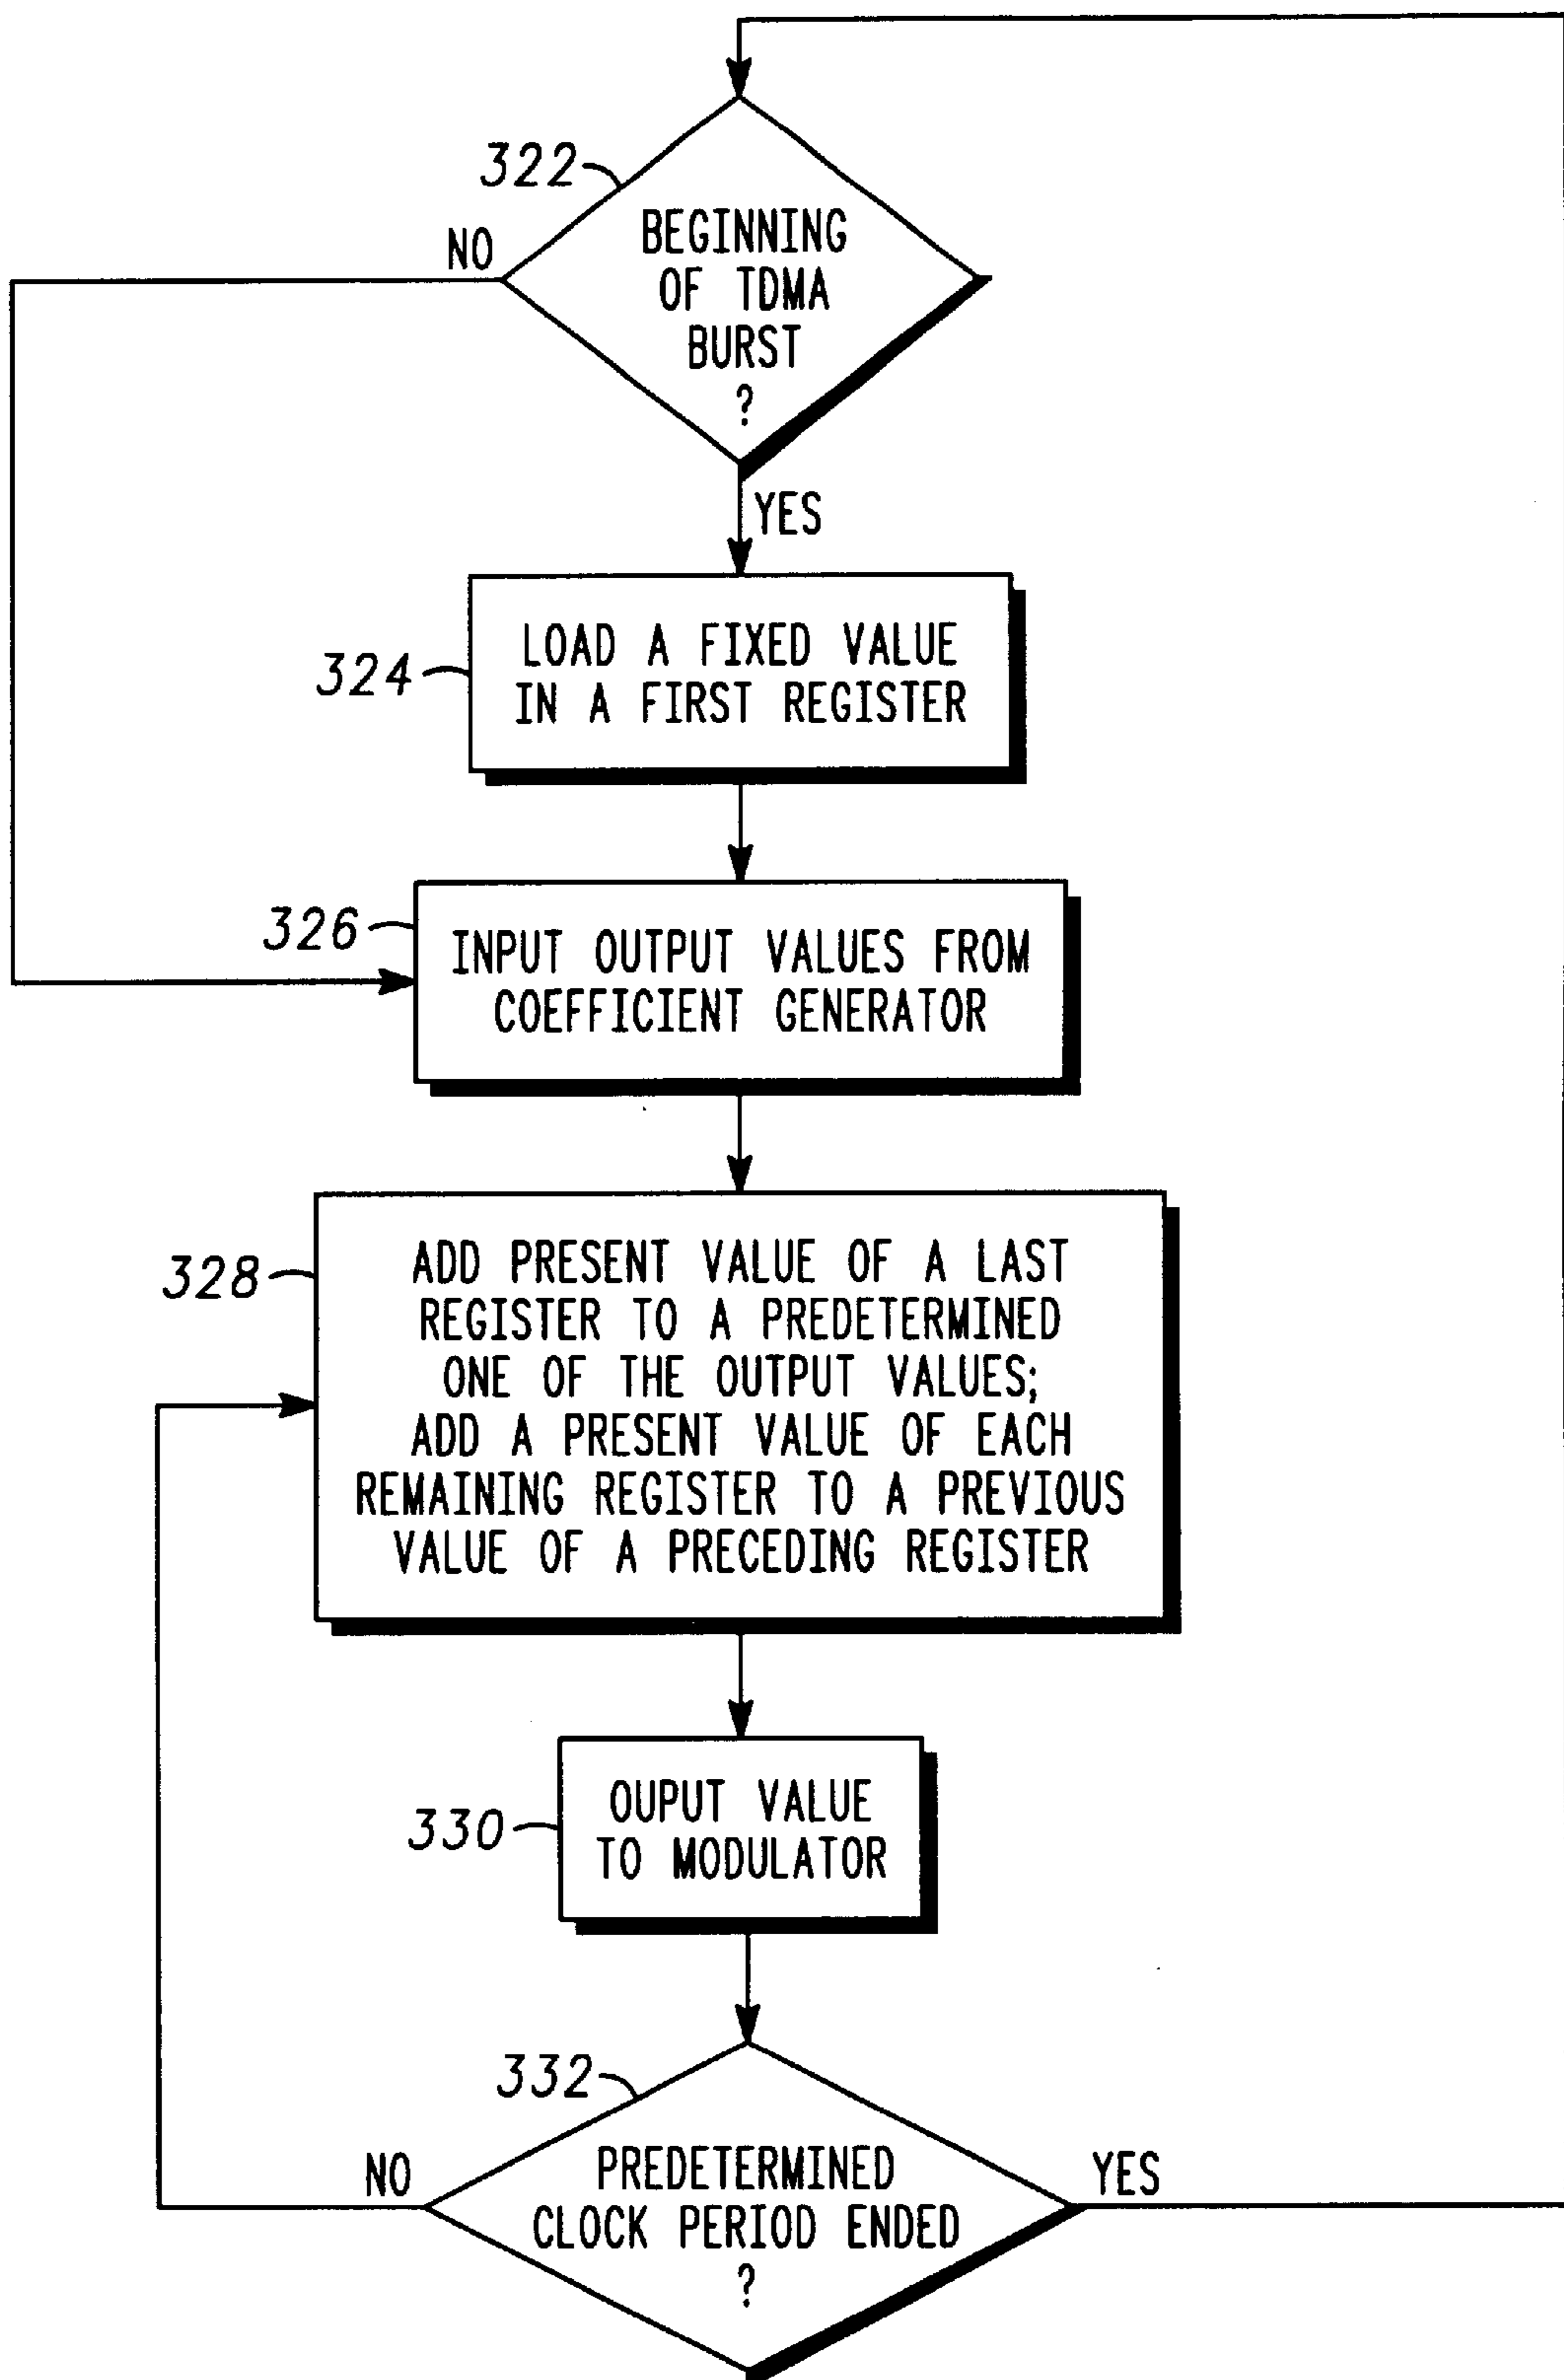 322
NO
BEGINNING
OF TDMA
BURST
?
YES
324
LOAD A FIXED VALUE
IN A FIRST REGISTER
326
INPUT OUTPUT VALUES FROM
COEFFICIENT GENERATOR
328
ADD PRESENT VALUE OF A LAST
REGISTER TO A PREDETERMINED
ONE OF THE OUTPUT VALUES;
ADD A PRESENT VALUE OF EACH
REMAINING REGISTER TO A PREVIOUS
VALUE OF A PRECEDING REGISTER
330
OUPUT VALUE
TO MODULATOR
332
NO
PREDETERMINED
CLOCK PERIOD ENDED
?
YES